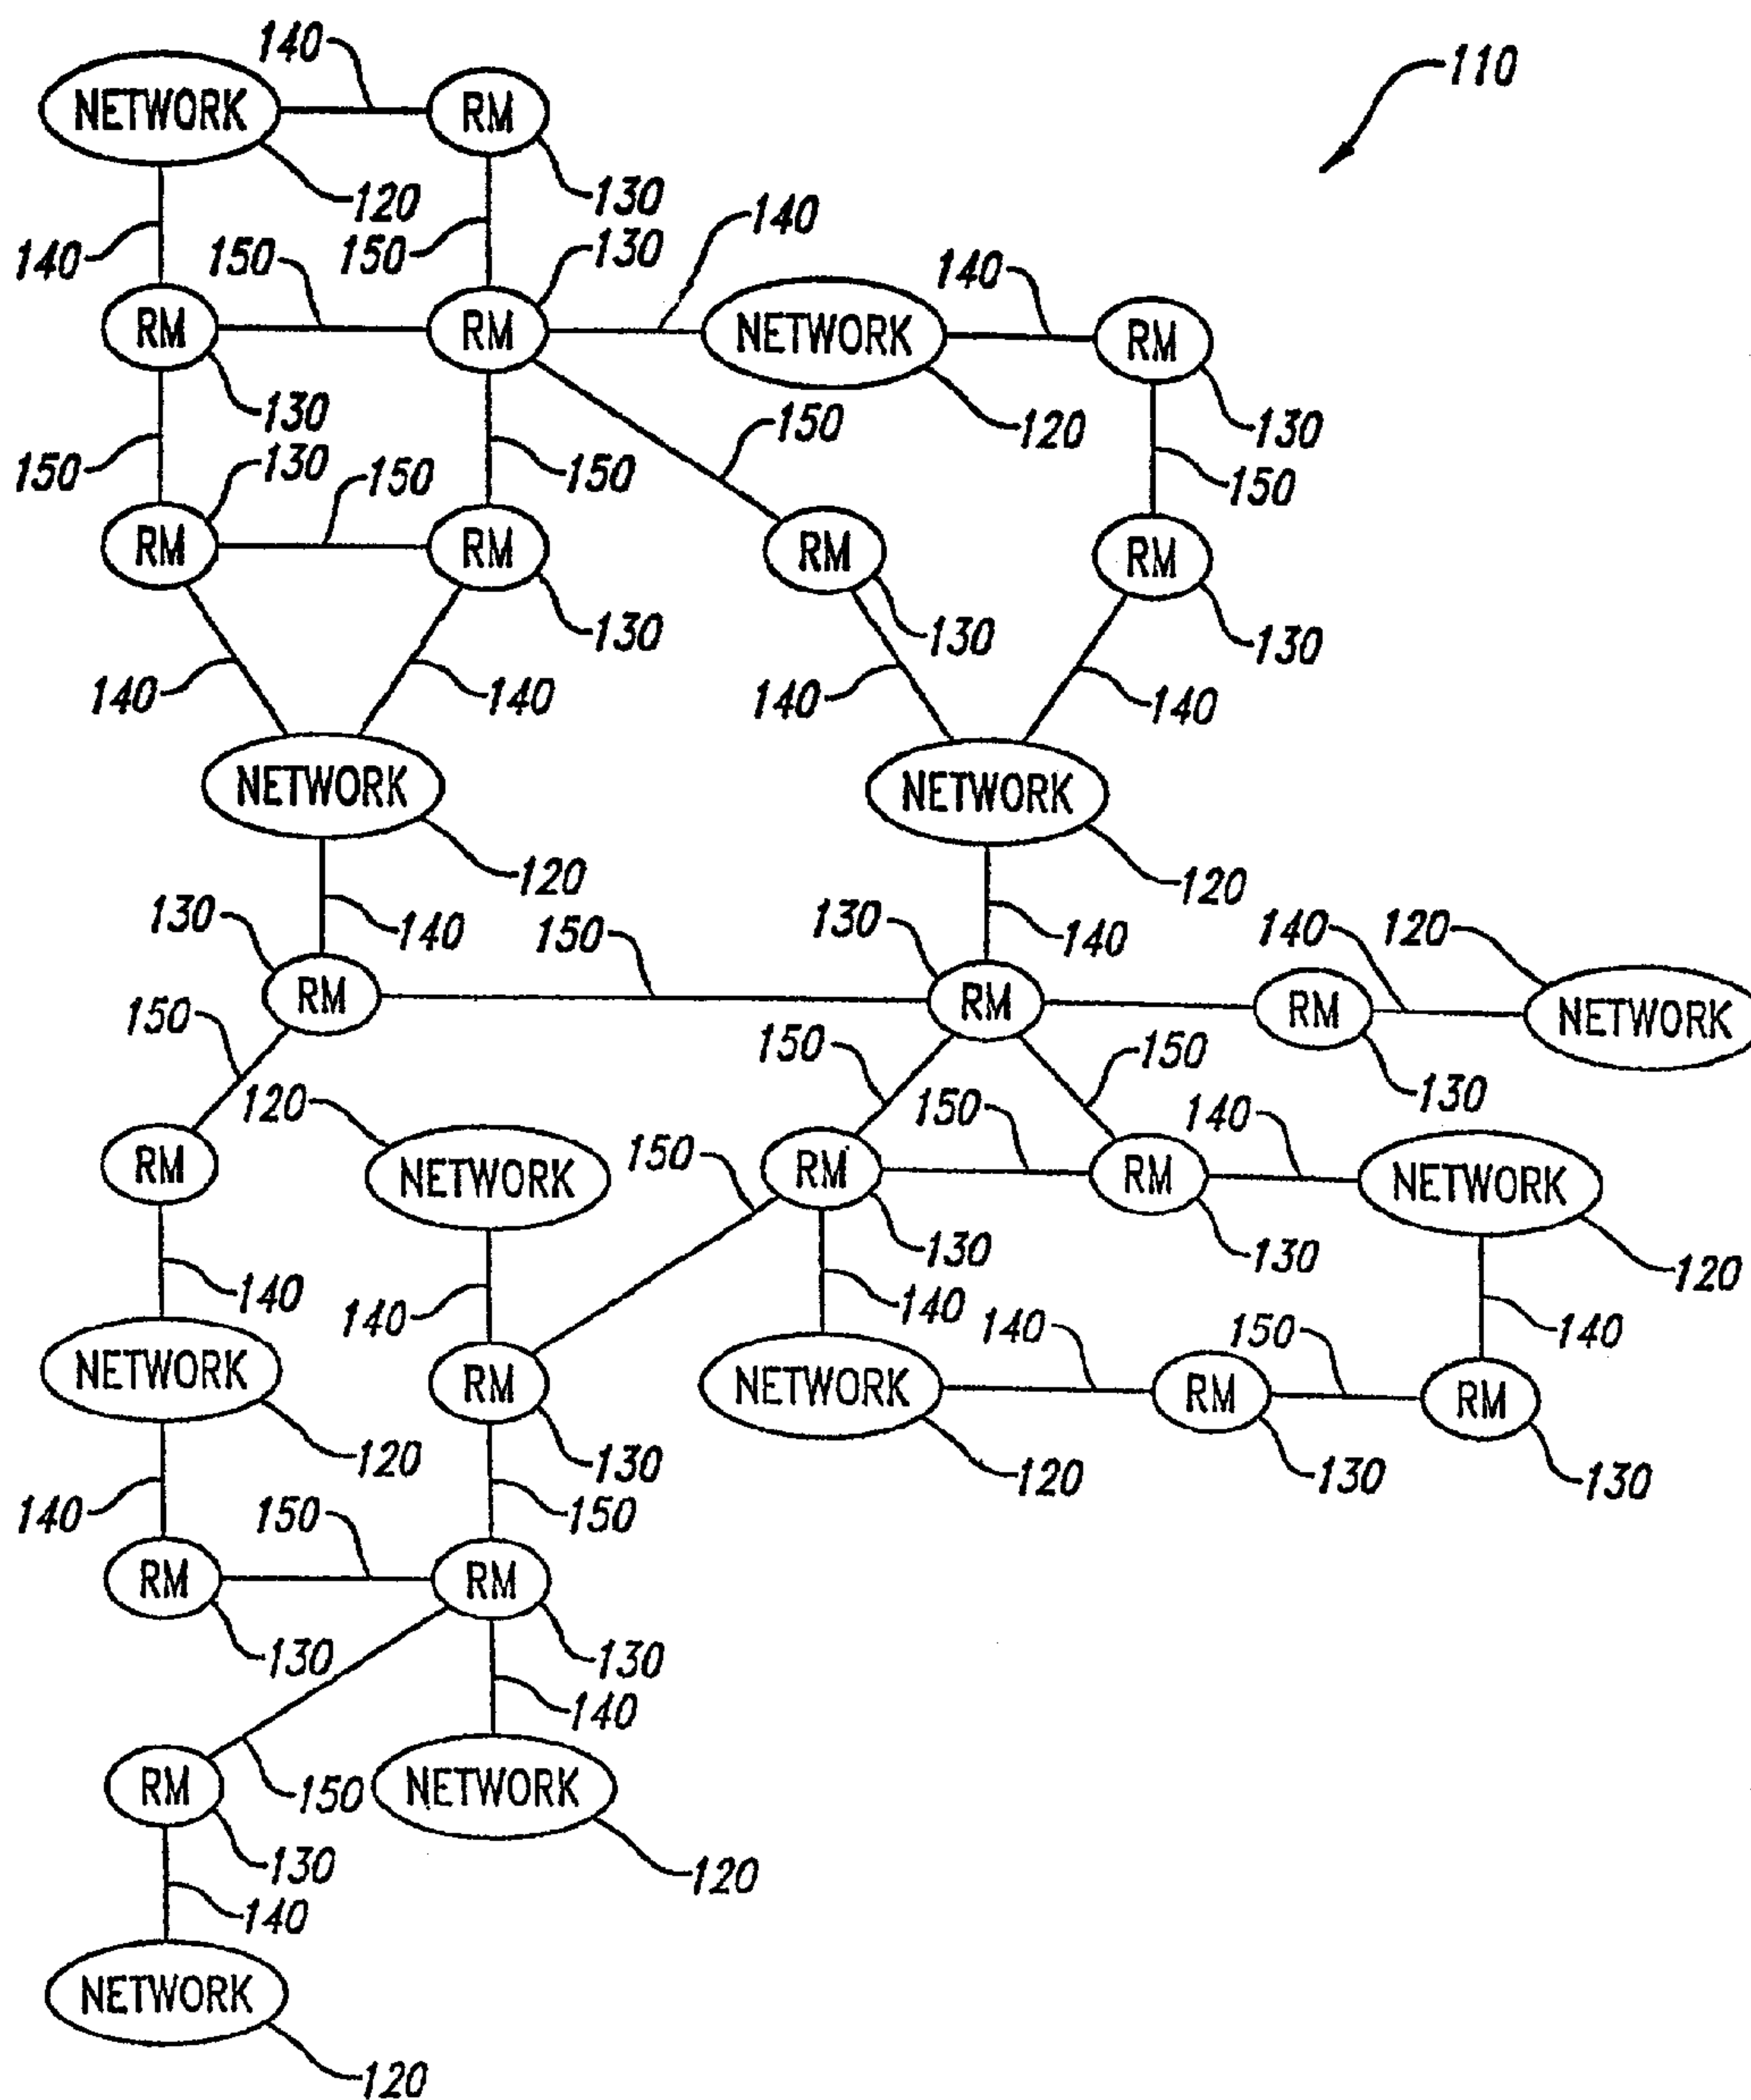 140
110
NETWORK RM
120 130
140 150 150 130 140 140
RM RM NETWORK RM
130 150 120 130
150 130 150 150 150
RM RM RM RM
130 130 130
140 140 140 140
NETWORK NETWORK
120 120
130 140 150 130 140 140 120
RM RM RM NETWORK
150 150 150 130
120 150 150 140
RM NETWORK RM RM NETWORK
130 130 120
140 140 140 140 150 140
NETWORK RM NETWORK RM RM
120 130 120 130 130
140 150 150
RM RM
130 130
140
RM 150 NETWORK
130 120
140
NETWORK
120